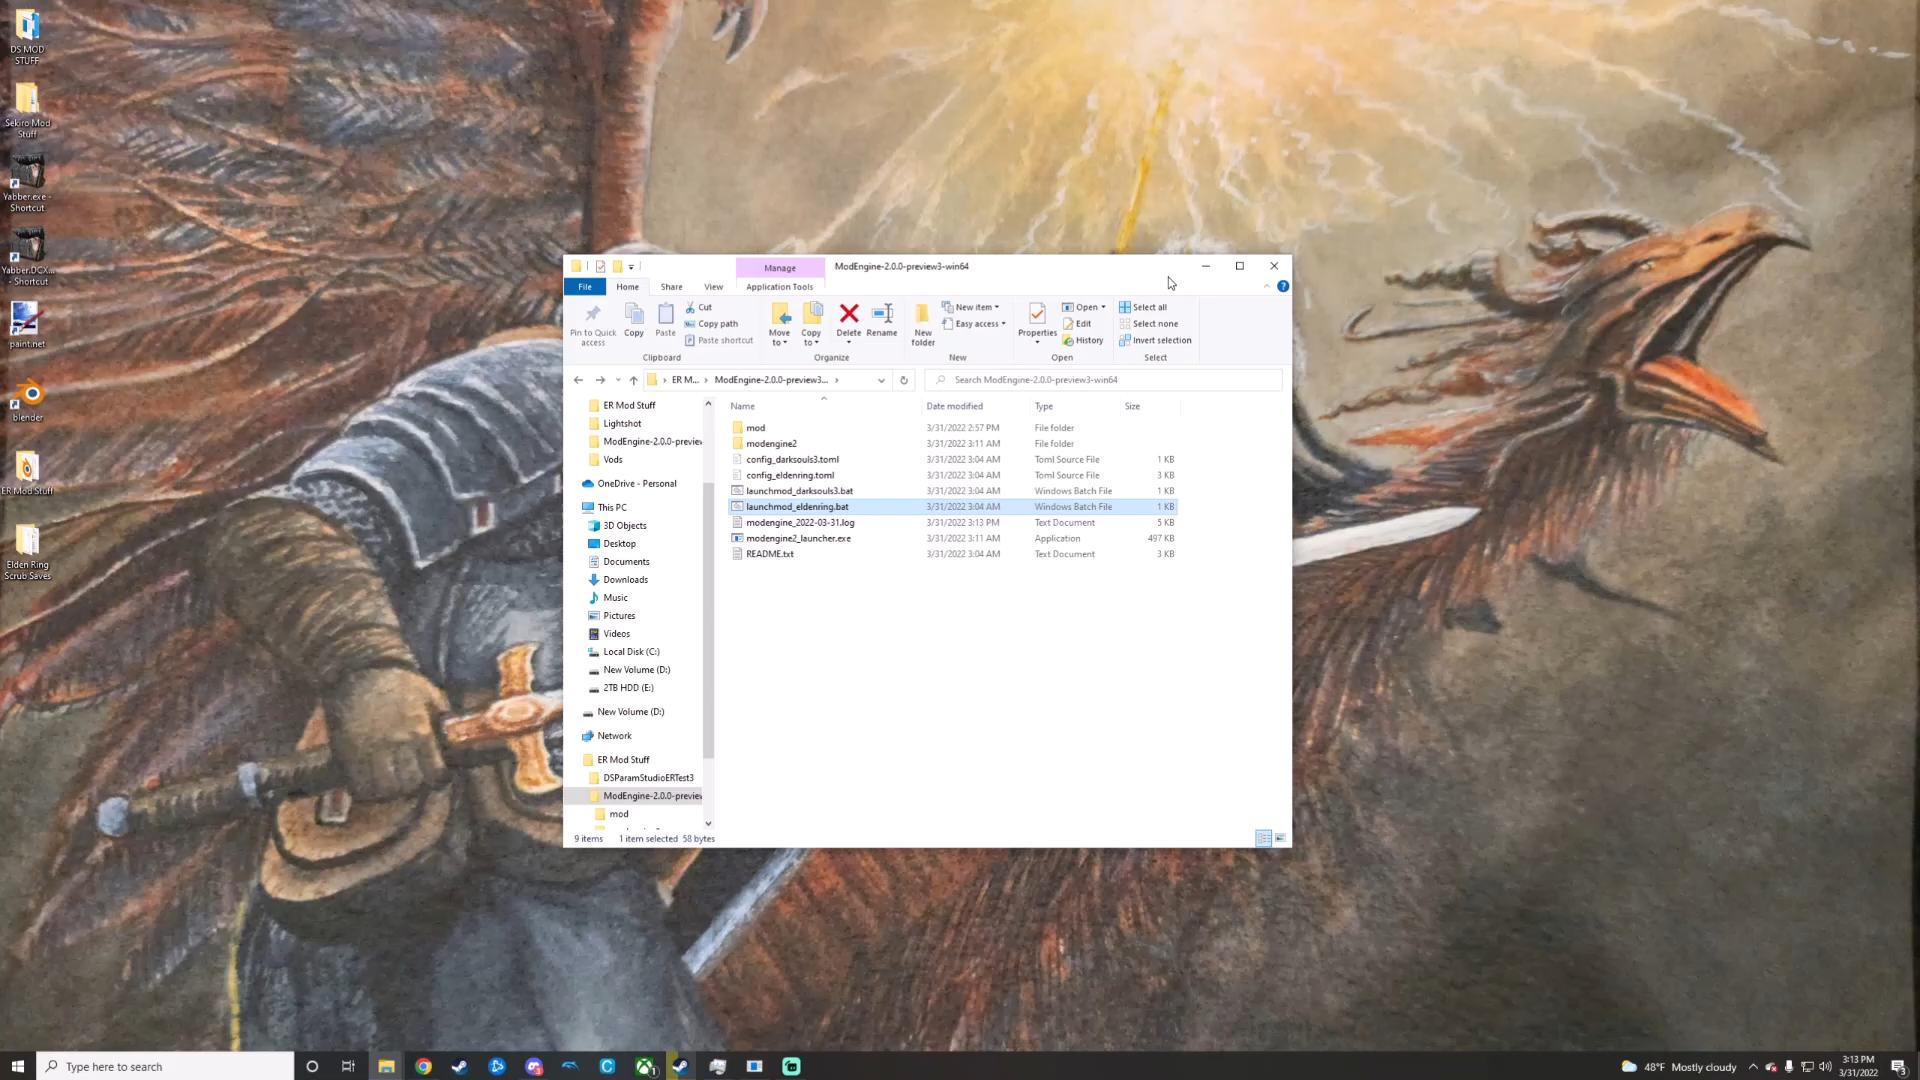 DS MOD
STUFF
Sekiro Mod
Stuff
Yabber.exe -
Shortcut
Yabber.DCX...
- Shortcut
paint.net
blender
ER Mod Stuff
Elden Ring
Scrub Saves
Manage
ModEngine-2.0.0-preview3-win64
File
Home
Share
View
Application Tools
Pin to Quick
access
Copy
Paste
Cut
Copy path
Paste shortcut
Clipboard
Move
to
Copy
to
Delete
Rename
Organize
New
folder
New item
Easy access
New
Properties
Open
Edit
History
Open
Select all
Select none
Invert selection
Select
ER M...
ModEngine-2.0.0-preview3...
Search ModEngine-2.0.0-preview3-win64
ER Mod Stuff
Lightshot
ModEngine-2.0.0-preview
Vods
OneDrive - Personal
This PC
3D Objects
Desktop
Documents
Downloads
Music
Pictures
Videos
Local Disk (C:)
New Volume (D:)
2TB HDD (E:)
New Volume (D:)
Network
ER Mod Stuff
DSParamStudioERTest3
ModEngine-2.0.0-preview
mod
Name Date modified Type Size
mod 3/31/2022 2:57 PM File folder
modengine2 3/31/2022 3:11 AM File folder
config_darksouls3.toml 3/31/2022 3:04 AM Toml Source File 1 KB
config_eldenring.toml 3/31/2022 3:04 AM Toml Source File 3 KB
launchmod_darksouls3.bat 3/31/2022 3:04 AM Windows Batch File 1 KB
launchmod_eldenring.bat 3/31/2022 3:04 AM Windows Batch File 1 KB
modengine_2022-03-31.log 3/31/2022 3:13 PM Text Document 5 KB
modengine2_launcher.exe 3/31/2022 3:11 AM Application 497 KB
README.txt 3/31/2022 3:04 AM Text Document 3 KB
9 items 1 item selected 58 bytes
Type here to search
48°F Mostly cloudy
3:13 PM
3/31/2022